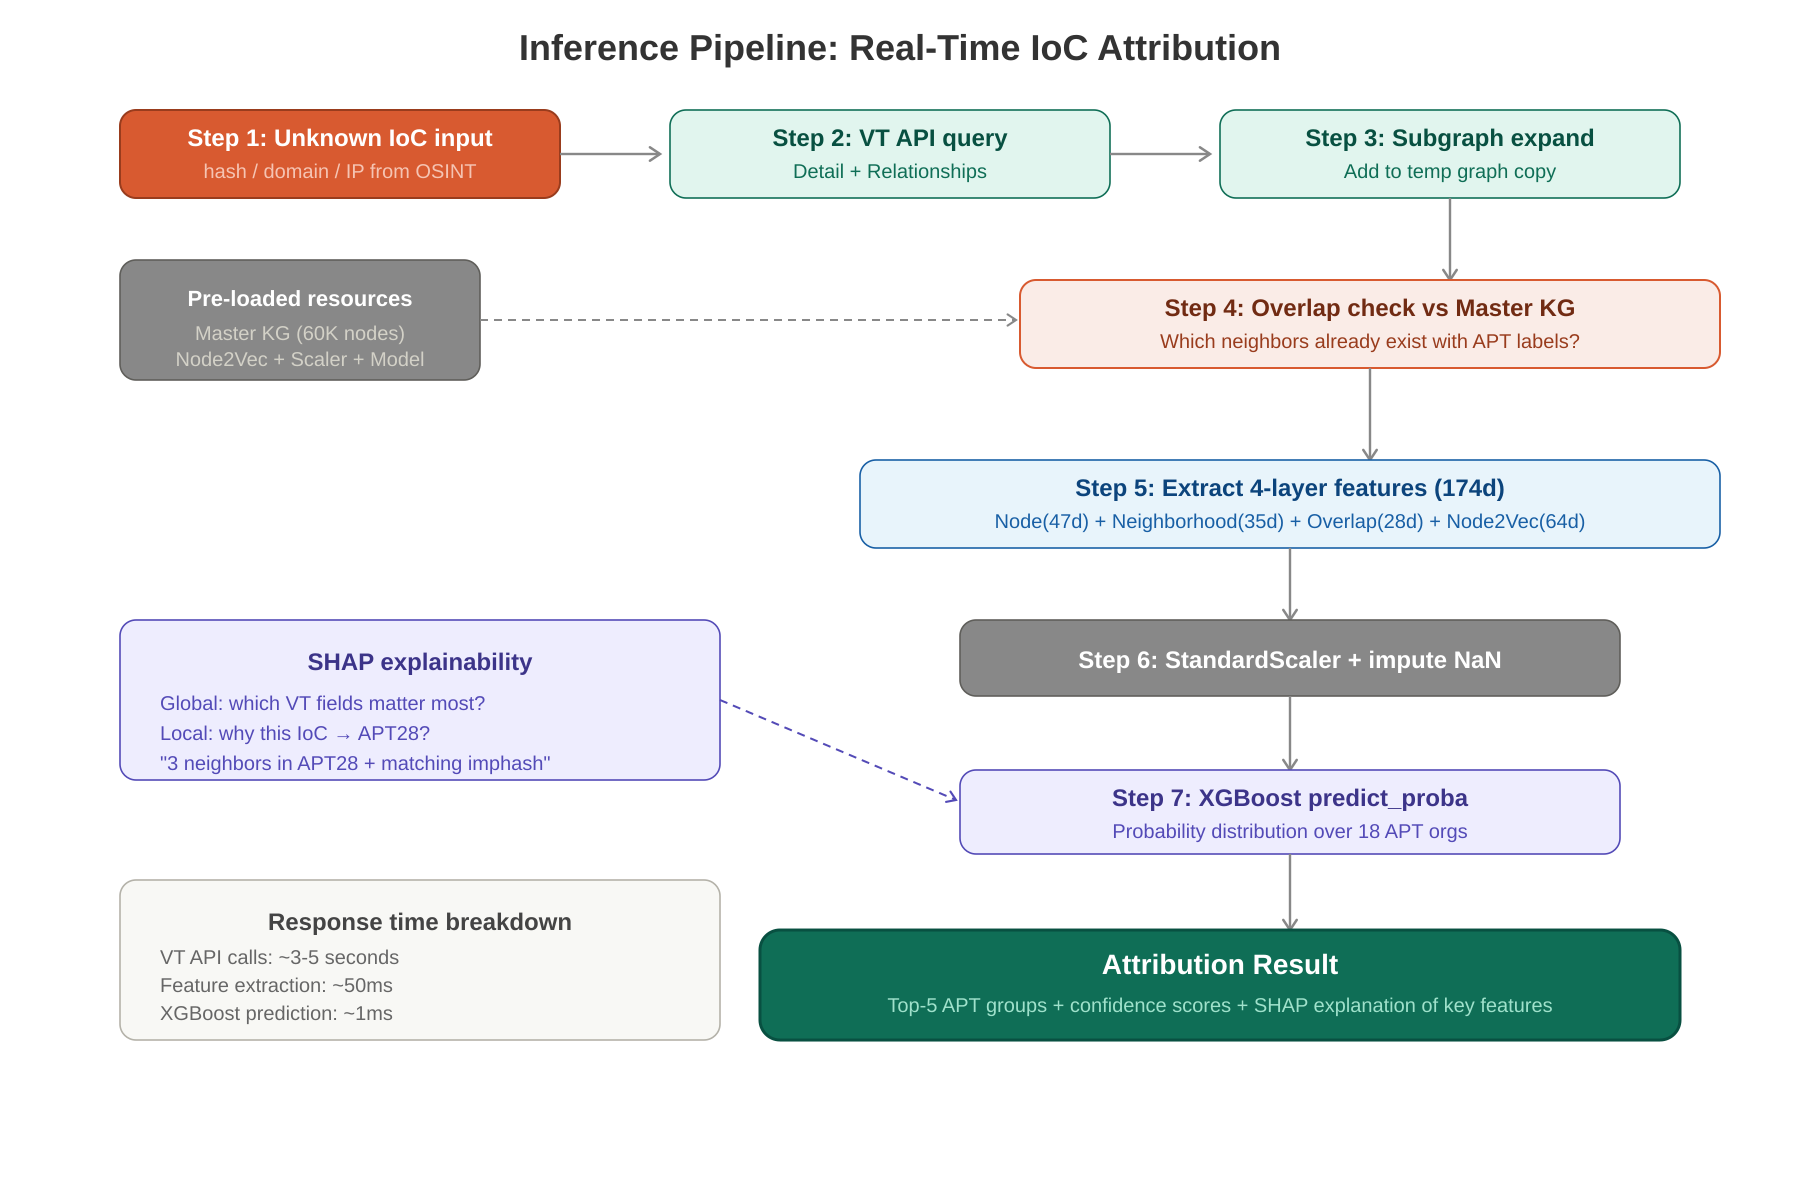 Inference Pipeline: Real-Time IoC Attribution
Step 1: Unknown IoC input
hash / domain / IP from OSINT
Step 2: VT API query
Detail + Relationships
Step 3: Subgraph expand
Add to temp graph copy
Pre-loaded resources
Master KG (60K nodes)
Node2Vec + Scaler + Model
Step 4: Overlap check vs Master KG
Which neighbors already exist with APT labels?
Step 5: Extract 4-layer features (174d)
Node(47d) + Neighborhood(35d) + Overlap(28d) + Node2Vec(64d)
SHAP explainability
Global: which VT fields matter most?
Local: why this IoC → APT28?
"3 neighbors in APT28 + matching imphash"
Step 6: StandardScaler + impute NaN
Step 7: XGBoost predict_proba
Probability distribution over 18 APT orgs
Response time breakdown
VT API calls: ~3-5 seconds
Feature extraction: ~50ms
XGBoost prediction: ~1ms
Attribution Result
Top-5 APT groups + confidence scores + SHAP explanation of key features